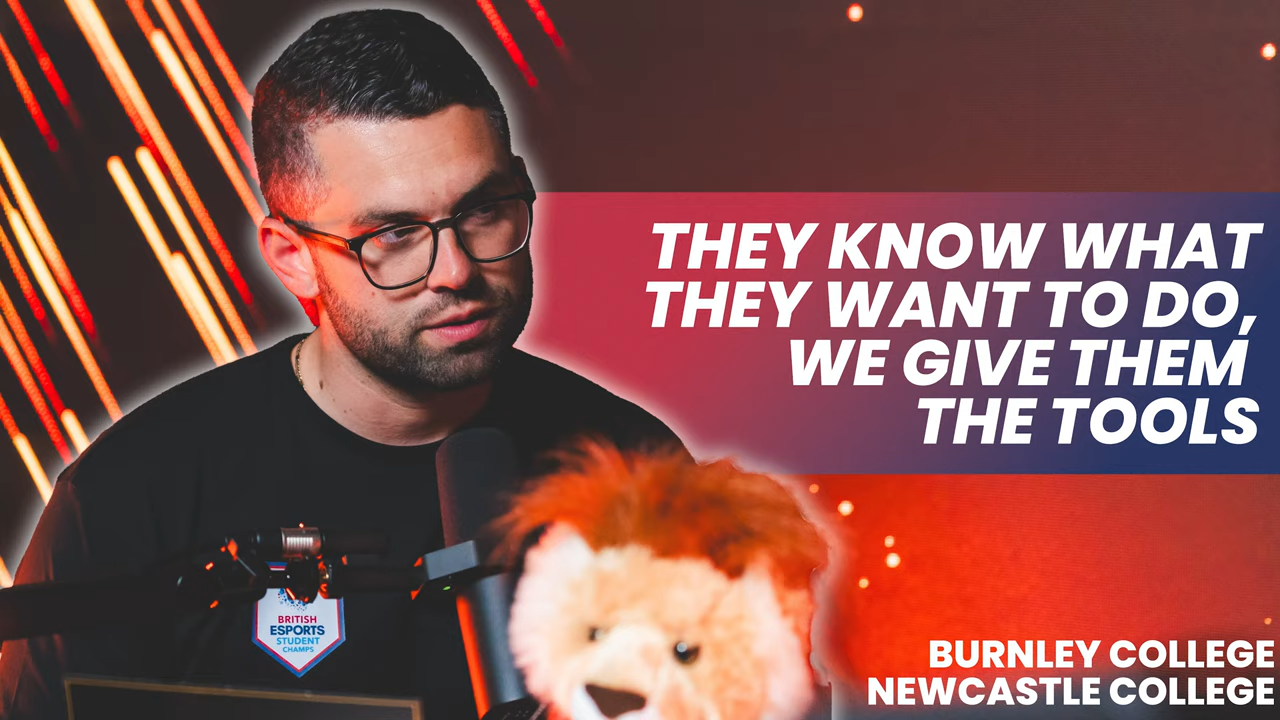 THEY KNOW WHAT
THEY WANT TO DO,
WE GIVE THEM
THE TOOLS
BRITISH
ESPORTS
STUDENT
CHAMPS
BURNLEY COLLEGE
NEWCASTLE COLLEGE